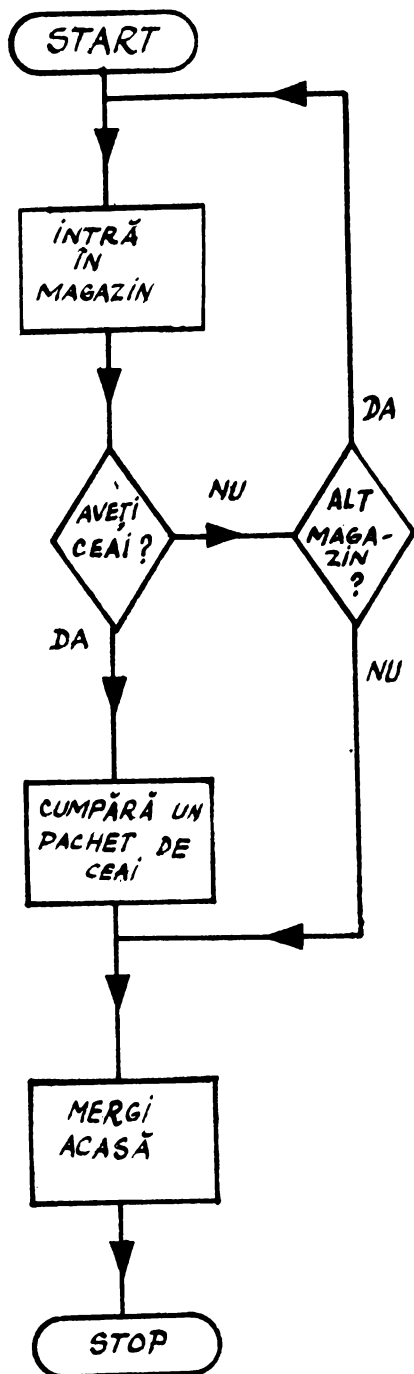 START
INTRĂ
ÎN
MAGAZIN
AVEȚI
CEAI?
NU
ALT
MAGA-
ZIN
?
DA
DA
NU
CUMPĂRĂ UN
PACHET DE
CEAI
MERGI
ACASĂ
STOP